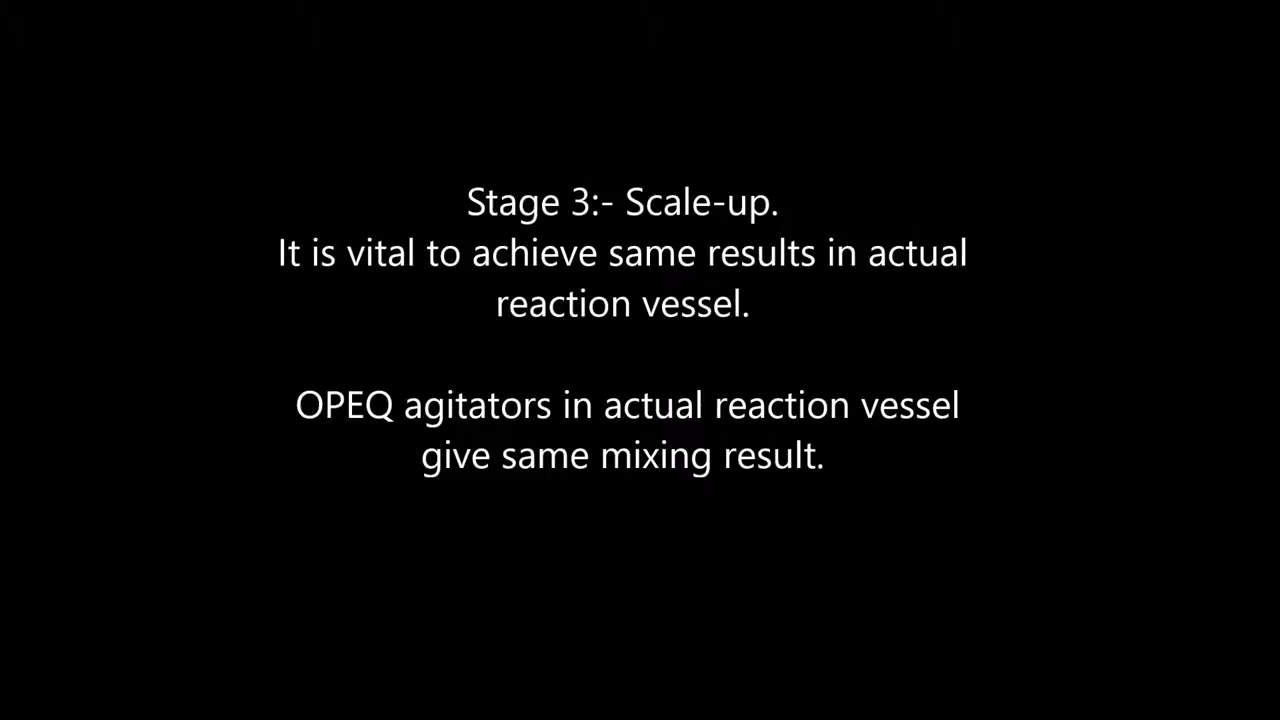 Stage 3:- Scale-up.
It is vital to achieve same results in actual
reaction vessel.
OPEQ agitators in actual reaction vessel
give same mixing result.